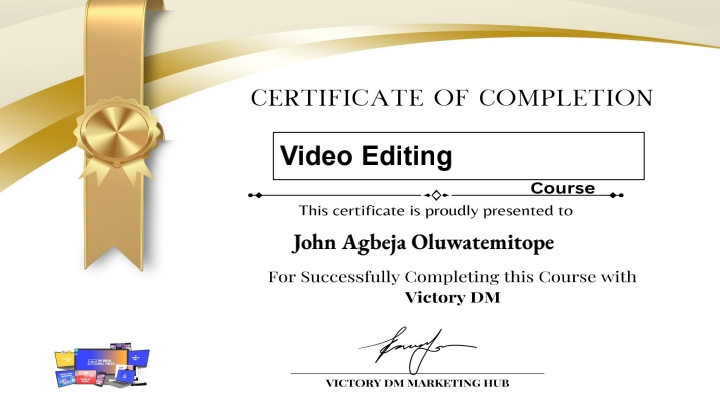 CERTIFICATE OF COMPLETION
Video Editing
Course
This certificate is proudly presented to
John Agbeja Oluwatemitope
For Successfully Completing this Course with
Victory DM
VICTORY DM MARKETING HUB